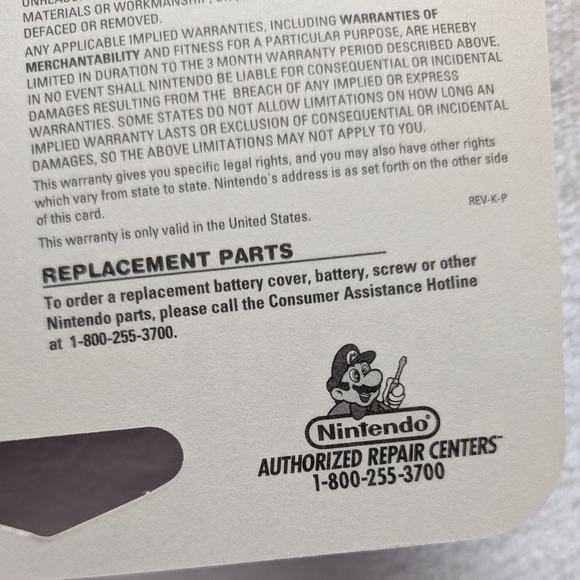 MATERIALS OR WORKMANSHIP,
DEFACED OR REMOVED.
ANY APPLICABLE IMPLIED WARRANTIES, INCLUDING WARRANTIES OF
MERCHANTABILITY AND FITNESS FOR A PARTICULAR PURPOSE, ARE HEREBY
LIMITED IN DURATION TO THE 3 MONTH WARRANTY PERIOD DESCRIBED ABOVE.
IN NO EVENT SHALL NINTENDO BE LIABLE FOR CONSEQUENTIAL OR INCIDENTAL
DAMAGES RESULTING FROM THE BREACH OF ANY IMPLIED OR EXPRESS
WARRANTIES. SOME STATES DO NOT ALLOW LIMITATIONS ON HOW LONG AN
IMPLIED WARRANTY LASTS OR EXCLUSION OF CONSEQUENTIAL OR INCIDENTAL
DAMAGES, SO THE ABOVE LIMITATIONS MAY NOT APPLY TO YOU.
This warranty gives you specific legal rights, and you may also have other rights
which vary from state to state. Nintendo's address is as set forth on the other side
of this card.
REV-K-P
This warranty is only valid in the United States.
REPLACEMENT PARTS
To order a replacement battery cover, battery, screw or other
Nintendo parts, please call the Consumer Assistance Hotline
at 1-800-255-3700.
Nintendo®
AUTHORIZED REPAIR CENTERS™
1-800-255-3700